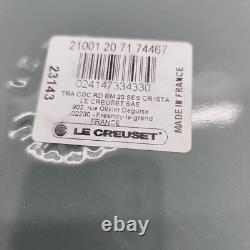 21001 20 71 74467
024147334330
TRA COC RD BM 20 SES CRISTA
LE CREUSET SAS
902, rue Olivier Deguise
02230 - Fresnoy-le-grand
FRANCE
LE CREUSET
23143
MADE IN FRANCE